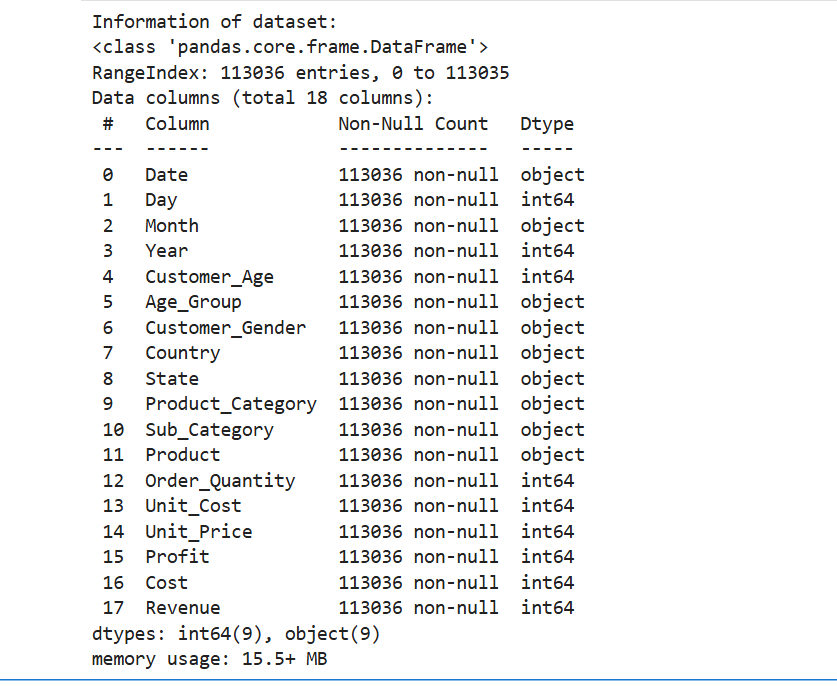 Information of dataset:
<class 'pandas.core.frame.DataFrame'>
RangeIndex: 113036 entries, 0 to 113035
Data columns (total 18 columns):
 #   Column            Non-Null Count   Dtype
---  ------            --------------   -----
 0   Date              113036 non-null  object
 1   Day               113036 non-null  int64
 2   Month             113036 non-null  object
 3   Year              113036 non-null  int64
 4   Customer_Age      113036 non-null  int64
 5   Age_Group         113036 non-null  object
 6   Customer_Gender   113036 non-null  object
 7   Country           113036 non-null  object
 8   State             113036 non-null  object
 9   Product_Category  113036 non-null  object
 10  Sub_Category      113036 non-null  object
 11  Product           113036 non-null  object
 12  Order_Quantity    113036 non-null  int64
 13  Unit_Cost         113036 non-null  int64
 14  Unit_Price        113036 non-null  int64
 15  Profit            113036 non-null  int64
 16  Cost              113036 non-null  int64
 17  Revenue           113036 non-null  int64
dtypes: int64(9), object(9)
memory usage: 15.5+ MB